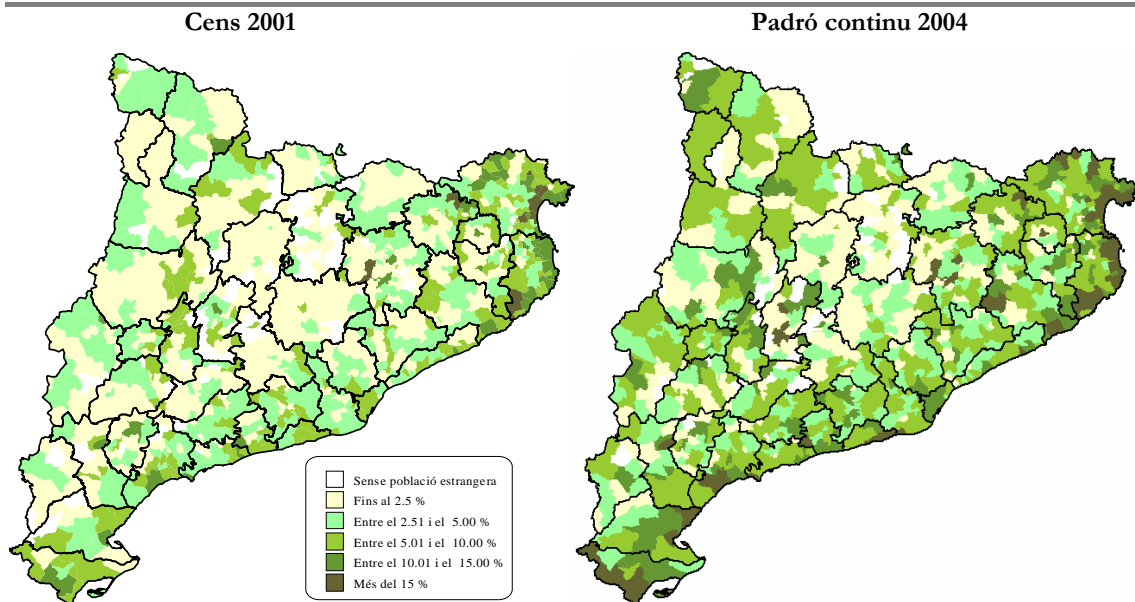 Cens 2001
Padró continu 2004
Sense població estrangera
Fins al 2.5 %
Entre el 2.51 i el 5.00 %
Entre el 5.01 i el 10.00 %
Entre el 10.01 i el 15.00 %
Més del 15 %